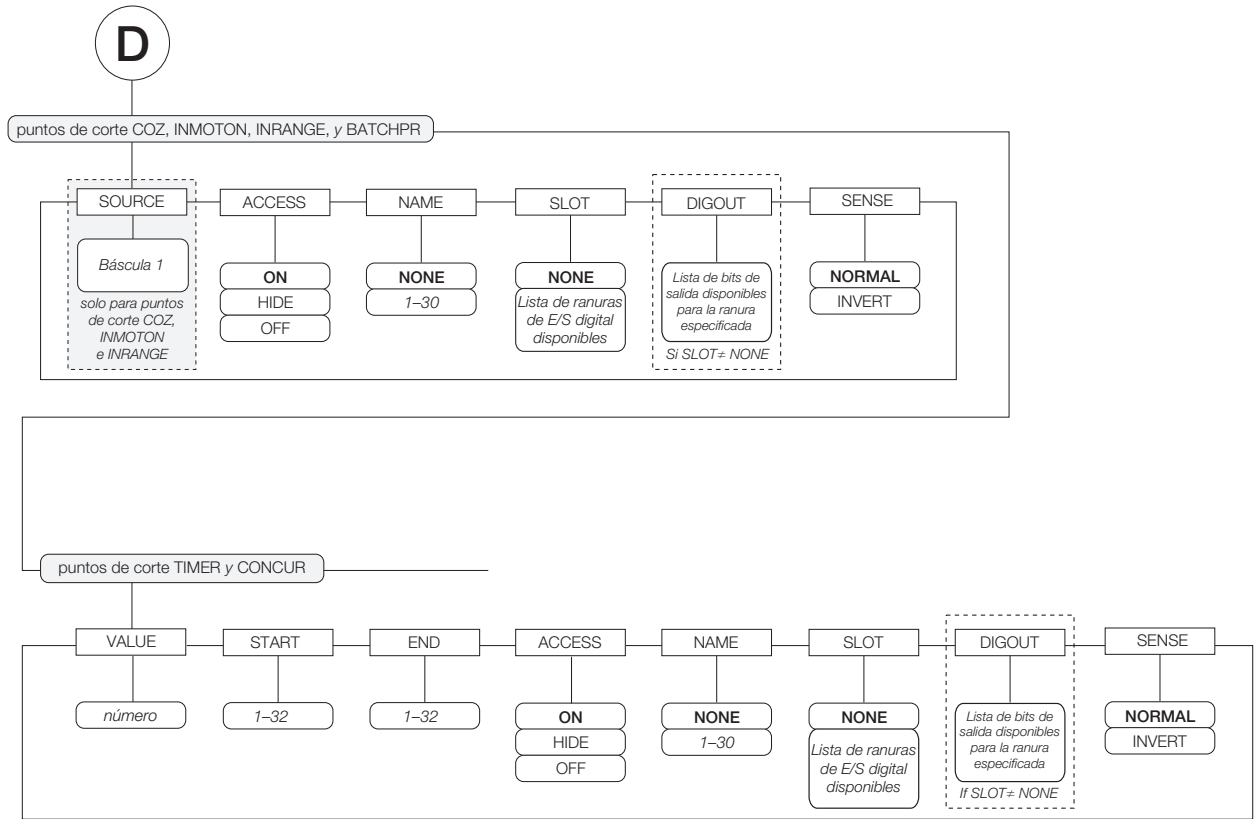 D
puntos de corte COZ, INMOTON, INRANGE, y BATCHPR
SOURCE
ACCESS
NAME
SLOT
DIGOUT
SENSE
Báscula 1
solo para puntos
de corte COZ,
INMOTON
e INRANGE
ON
HIDE
OFF
NONE
1–30
NONE
Lista de ranuras
de E/S digital
disponibles
Lista de bits de
salida disponibles
para la ranura
especificada
Si SLOT≠ NONE
NORMAL
INVERT
puntos de corte TIMER y CONCUR
VALUE
START
END
ACCESS
NAME
SLOT
DIGOUT
SENSE
número
1–32
1–32
ON
HIDE
OFF
NONE
1–30
NONE
Lista de ranuras
de E/S digital
disponibles
Lista de bits de
salida disponibles
para la ranura
especificada
If SLOT≠ NONE
NORMAL
INVERT